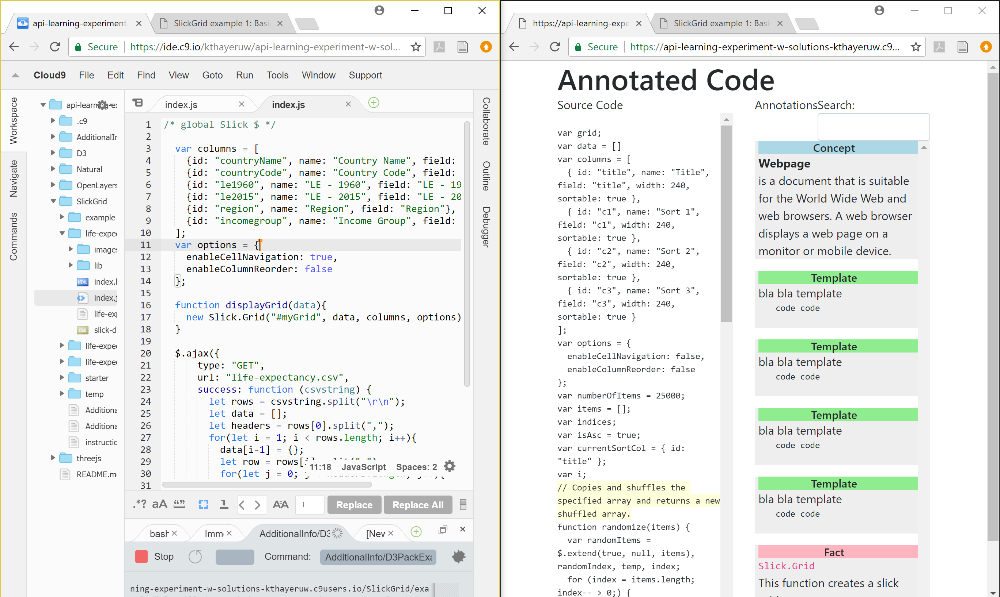 api-learning-experiment-
SlickGrid example 1: Basi
Secure
https://ide.c9.io/kthayeruw/api-learning-experiment-w-sol...
Cloud9 File Edit Find View Goto Run Tools Window Support
Workspace
Navigate
Commands
api-learning-ex
.c9
AdditionalIn
D3
Natural
OpenLayers
SlickGrid
example
life-expec
images
lib
index.h
index.j
life-exp
slick-d
life-expec
life-expec
starter
temp
Additiona
Additiona
instructio
threejs
README.m
index.js
index.js
1 /* global Slick $ */
2
3 var columns = [
4 {id: "countryName", name: "Country Name", field:
5 {id: "countryCode", name: "Country Code", field:
6 {id: "le1960", name: "LE - 1960", field: "LE - 19
7 {id: "le2015", name: "LE - 2015", field: "LE - 20
8 {id: "region", name: "Region", field: "Region"},
9 {id: "incomegroup", name: "Income Group", field:
10 ];
11 var options = {
12 enableCellNavigation: true,
13 enableColumnReorder: false
14 };
15
16 function displayGrid(data){
17 new Slick.Grid("#myGrid", data, columns, options)
18 }
19
20 $.ajax({
21 type: "GET",
22 url: "life-expectancy.csv",
23 success: function (csvstring) {
24 let rows = csvstring.split("\r\n");
25 let data = [];
26 let headers = rows[0].split(",");
27 for(let i = 1; i < rows.length; i++){
28 data[i-1] = {};
29 let row = rows[
30 for(let j = 0;
31
11:18 JavaScript Spaces: 2
Collaborate
Outline
Debugger
.*? aA “” AA 1 Replace Replace All
bash
Imm
AdditionalInfo/D3
[New
Stop
Command: AdditionalInfo/D3PackExa
ning-experiment-w-solutions-kthayeruw.c9users.io/SlickGrid/exa
https://api-learning-expe
SlickGrid example 1: Basi
Secure
https://api-learning-experiment-w-solutions-kthayeruw.c9...
Annotated Code
Source Code
var grid;
var data = []
var columns = [
{ id: "title", name: "Title",
field: "title", width: 240,
sortable: true },
{ id: "c1", name: "Sort 1",
field: "c1", width: 240,
sortable: true },
{ id: "c2", name: "Sort 2",
field: "c2", width: 240,
sortable: true },
{ id: "c3", name: "Sort 3",
field: "c3", width: 240,
sortable: true }
];
var options = {
enableCellNavigation: false,
enableColumnReorder: false
};
var numberOfItems = 25000;
var items = [];
var indices;
var isAsc = true;
var currentSortCol = { id:
"title" };
var i;
// Copies and shuffles the
specified array and returns a new
shuffled array.
function randomize(items) {
var randomItems =
$.extend(true, null, items),
randomIndex, temp, index;
for (index = items.length;
index-- > 0;) {
AnnotationsSearch:
Concept
Webpage
is a document that is suitable
for the World Wide Web and
web browsers. A web browser
displays a web page on a
monitor or mobile device.
Template
bla bla template
code code
Template
bla bla template
code code
Template
bla bla template
code code
Template
bla bla template
code code
Fact
Slick.Grid
This function creates a slick